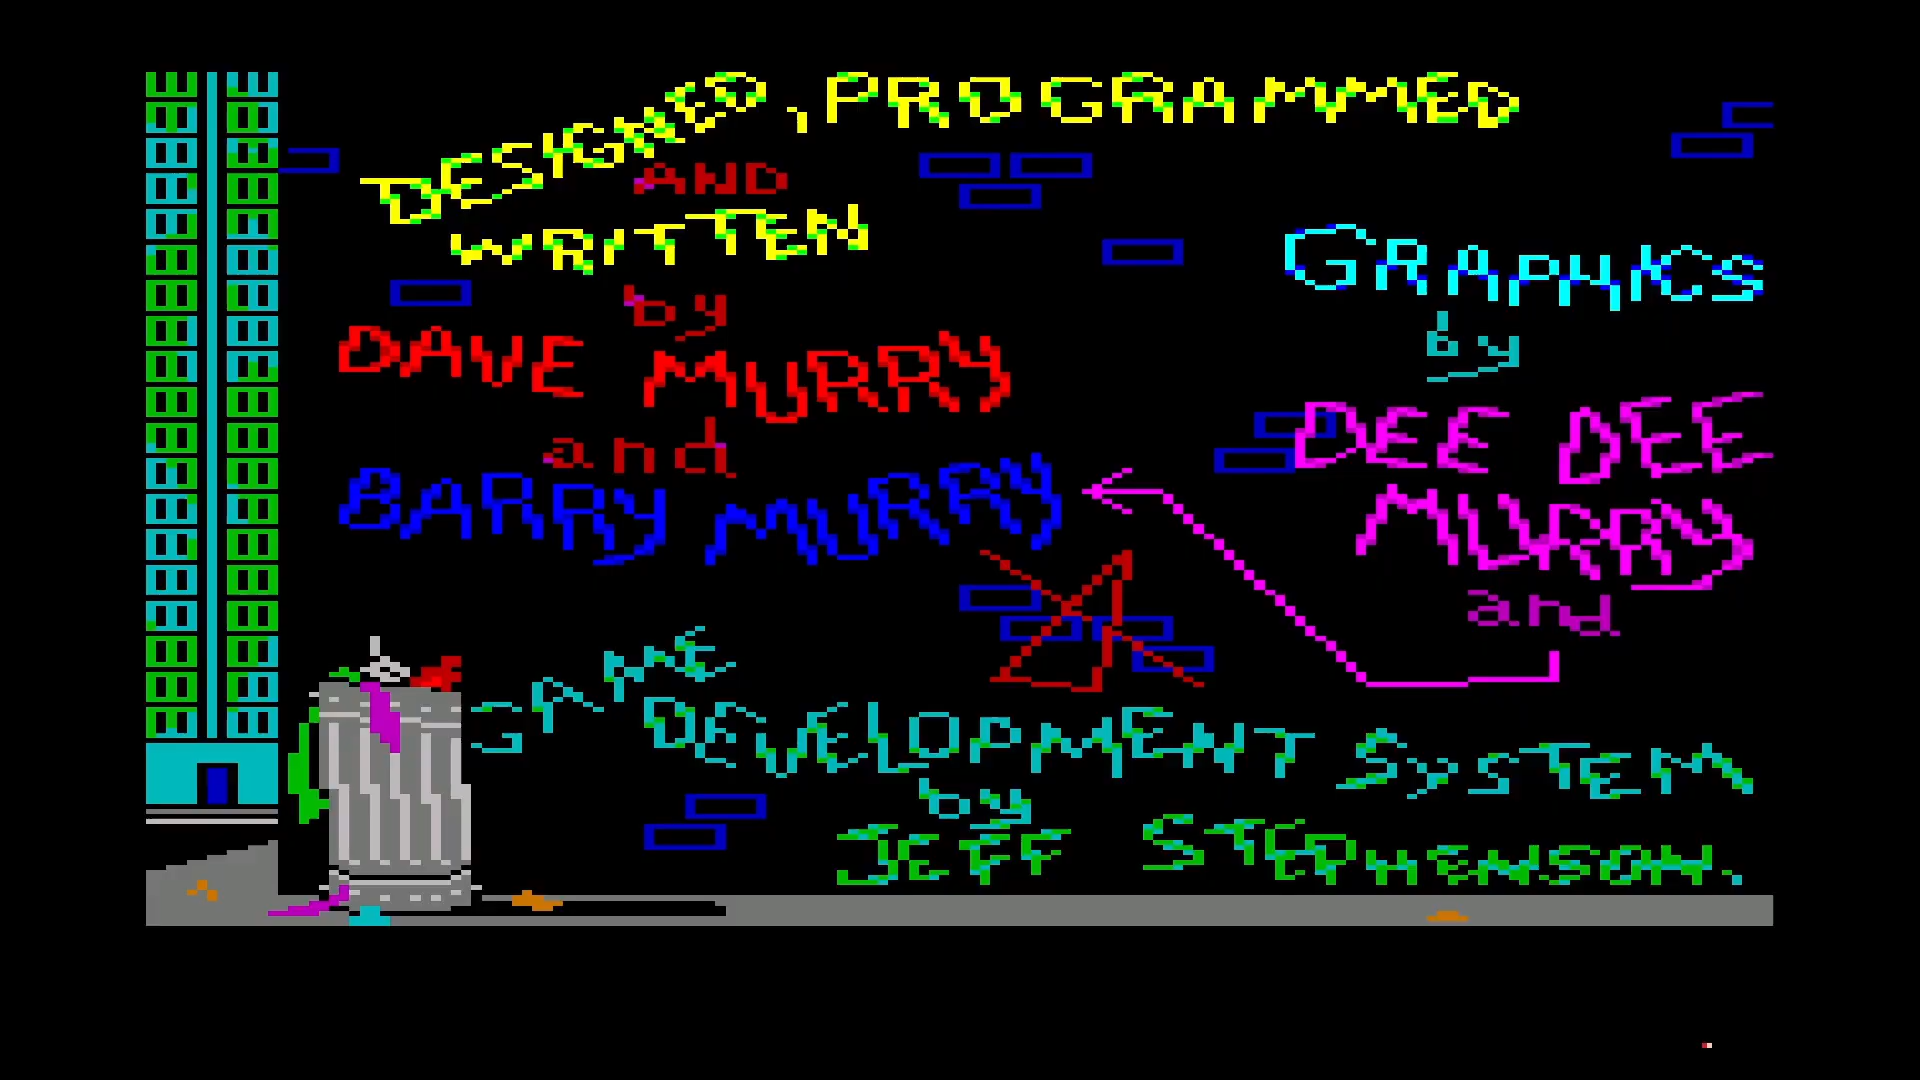 DESIGNED, PROGRAMMED
AND
WRITTEN
by
DAVE MURRY
and
BARRY MURRY
GRAPHICS
by
DEE DEE
MURRY
and
GAME
DEVELOPMENT SYSTEM
by
JEFF STEPHENSON.